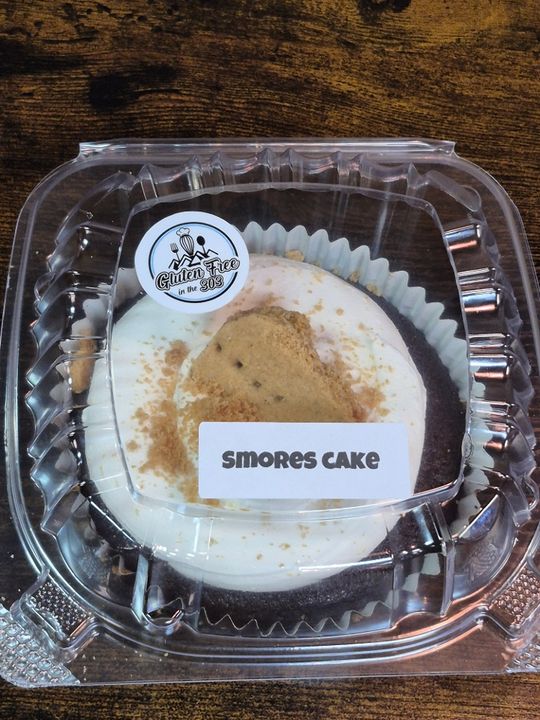 Gluten Free
in the 303
SMORES CAKE